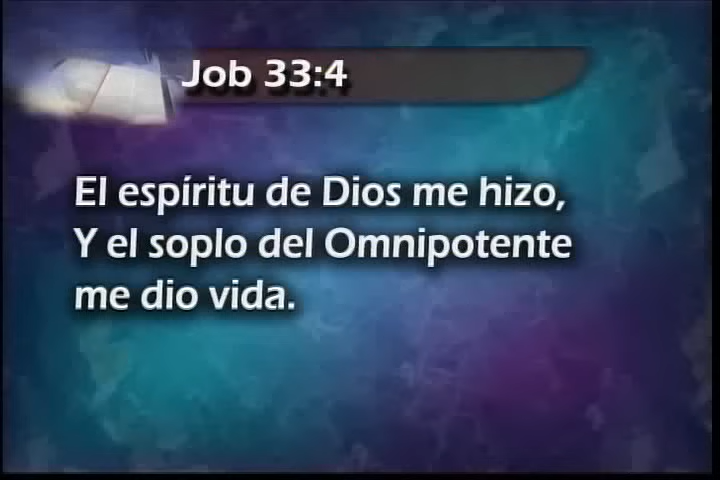 Job 33:4
El espíritu de Dios me hizo,
Y el soplo del Omnipotente
me dio vida.